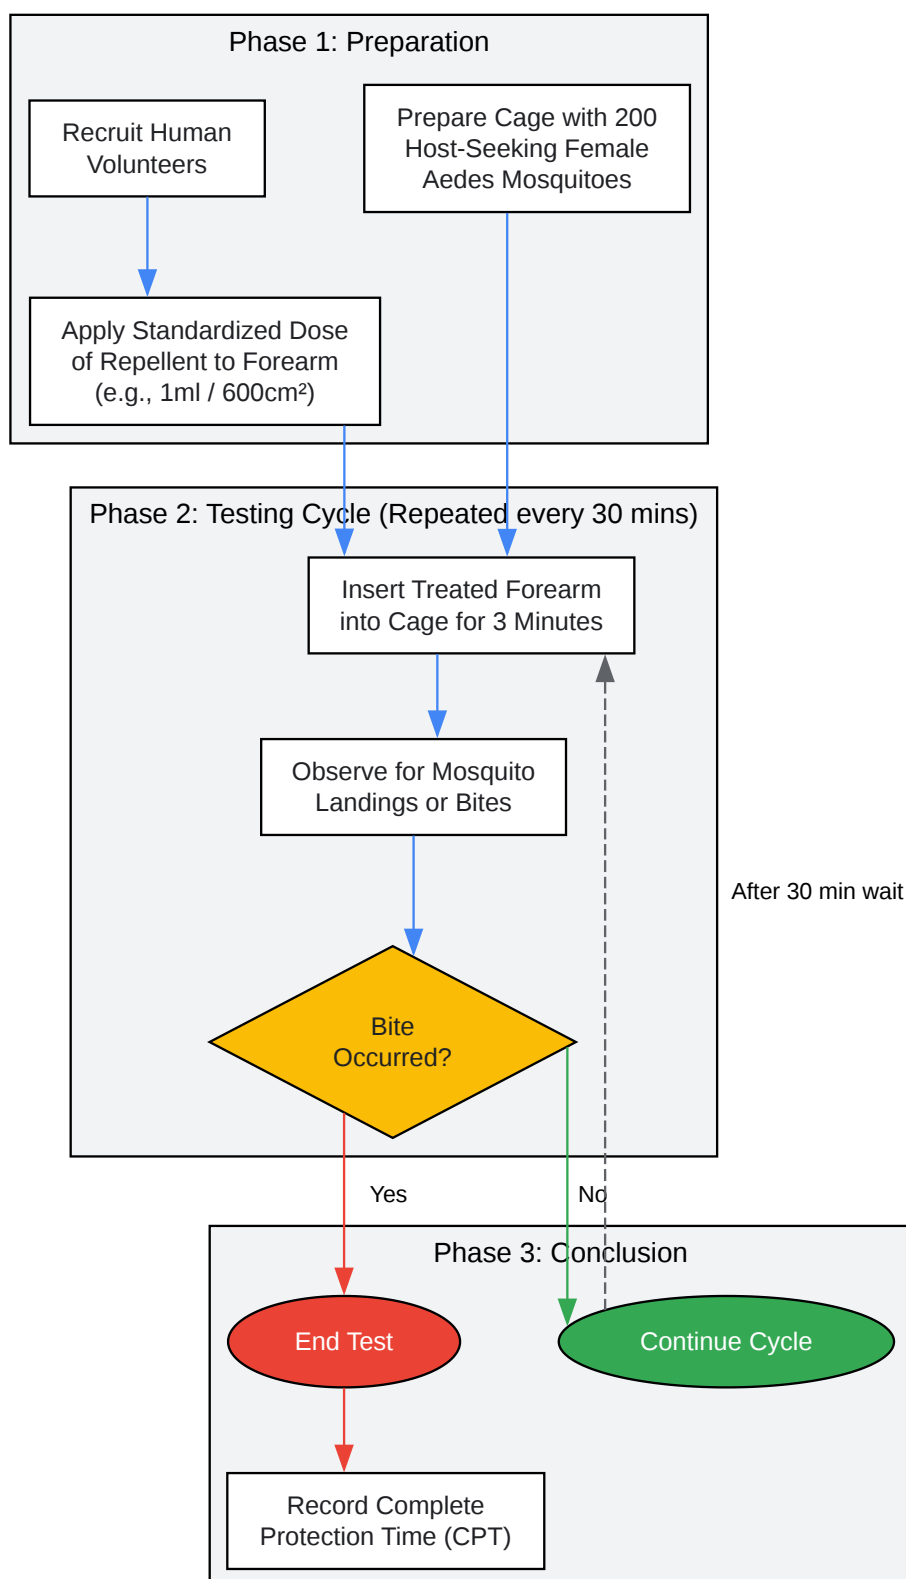 Phase 1: Preparation
Recruit Human
Volunteers
Prepare Cage with 200
Host-Seeking Female
Aedes Mosquitoes
Apply Standardized Dose
of Repellent to Forearm
(e.g., 1ml / 600cm²)
Phase 2: Testing Cycle (Repeated every 30 mins)
Insert Treated Forearm
into Cage for 3 Minutes
Observe for Mosquito
Landings or Bites
After 30 min wait
Bite
Occurred?
Yes
No
Phase 3: Conclusion
End Test
Continue Cycle
Record Complete
Protection Time (CPT)